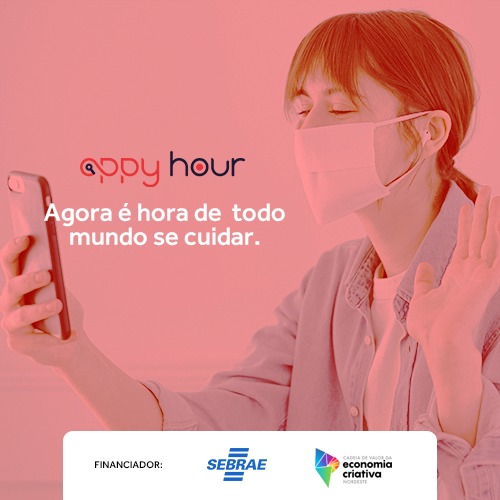 appy hour
Agora é hora de todo
mundo se cuidar.
FINANCIADOR:
SEBRAE
CADEIA DE VALOR DA
economia
criativa
NORDESTE